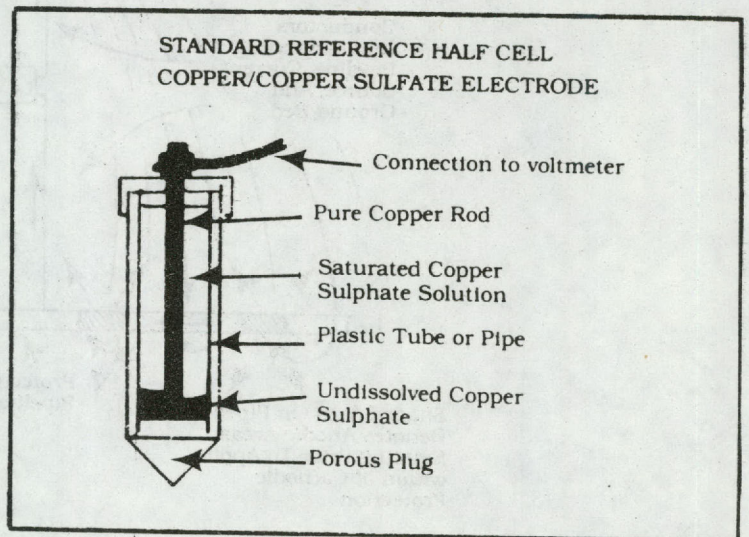 STANDARD REFERENCE HALF CELL
COPPER/COPPER SULFATE ELECTRODE
Connection to voltmeter
Pure Copper Rod
Saturated Copper
Sulphate Solution
Plastic Tube or Pipe
Undissolved Copper
Sulphate
Porous Plug